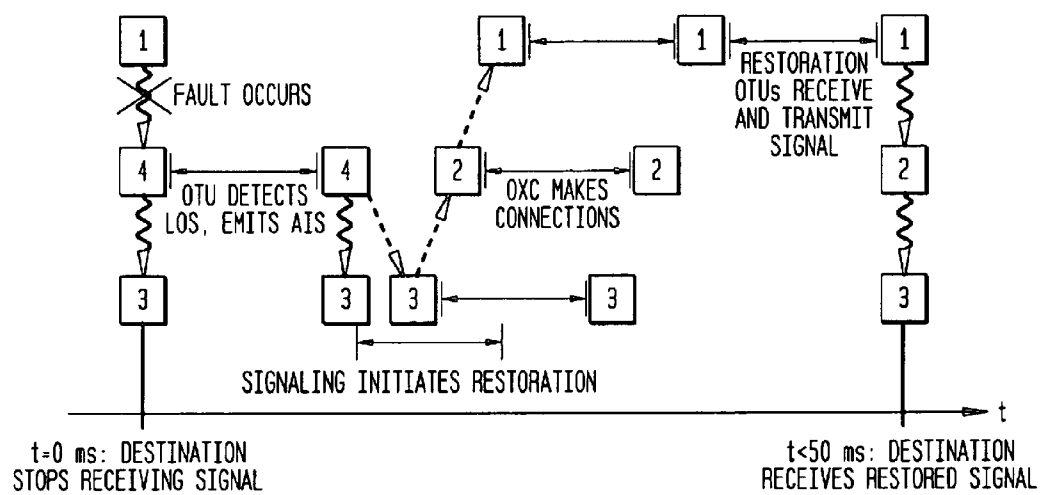 1
1
1
1
FAULT OCCURS
RESTORATION
OTUs RECEIVE
AND TRANSMIT
SIGNAL
4
4
2
2
2
OTU DETECTS
LOS, EMITS AIS
OXC MAKES
CONNECTIONS
3
3
3
3
3
SIGNALING INITIATES RESTORATION
t
t=0 ms: DESTINATION
STOPS RECEIVING SIGNAL
t<50 ms: DESTINATION
RECEIVES RESTORED SIGNAL